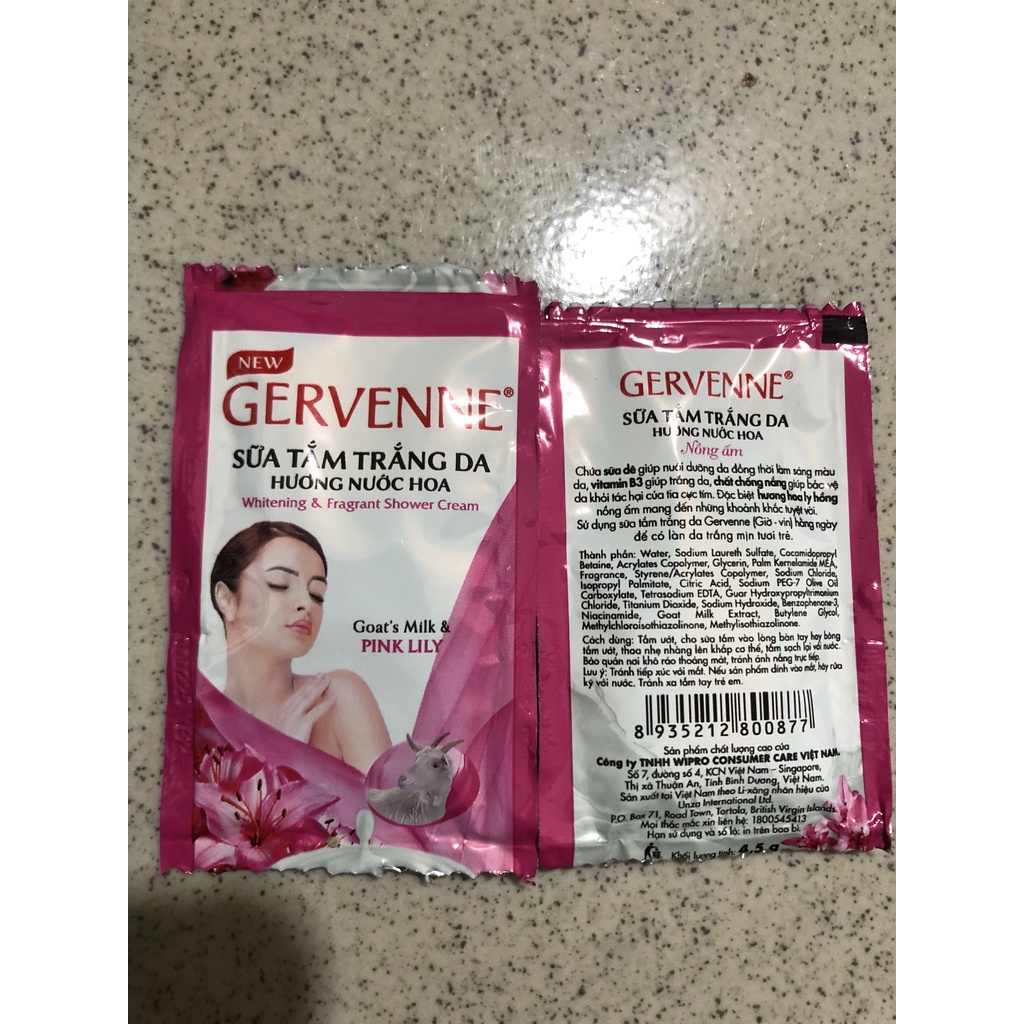 NEW
GERVENNE®
SỮA TẮM TRẮNG DA
HƯƠNG NƯỚC HOA
Whitening & Fragrant Shower Cream
Goat's Milk &
PINK LILY
GERVENNE®
SỮA TẮM TRẮNG DA
HƯƠNG NƯỚC HOA
Nồng ấm
Chứa sữa dê giúp nuôi dưỡng da đồng thời làm sáng màu
da, vitamin B3 giúp trắng da, chất chống nắng giúp bảo vệ
da khỏi tác hại của tia cực tím. Đặc biệt hương hoa ly hồng
nồng ấm mang đến những khoảnh khắc tuyệt vời.
Sử dụng sữa tắm trắng da Gervenne (Giờ - vin) hằng ngày
để có làn da trắng mịn tươi trẻ.
Thành phần: Water, Sodium Laureth Sulfate, Cocamidopropyl
Betaine, Acrylates Copolymer, Glycerin, Palm Kernelamide MEA,
Fragrance, Styrene/Acrylates Copolymer, Sodium Chloride,
Isopropyl Palmitate, Citric Acid, Sodium PEG-7 Olive Oil
Carboxylate, Tetrasodium EDTA, Guar Hydroxypropyltrimonium
Chloride, Titanium Dioxide, Sodium Hydroxide, Benzophenone-3,
Niacinamide, Goat Milk Extract, Butylene Glycol,
Methylchloroisothiazolinone, Methylisothiazolinone.
Cách dùng: Tắm ướt, cho sữa tắm vào lòng bàn tay hay bông
tắm ướt, thoa nhẹ nhàng lên khắp cơ thể, tắm sạch lại với nước.
Bảo quản nơi khô ráo thoáng mát, tránh ánh nắng trực tiếp.
Lưu ý: Tránh tiếp xúc với mắt. Nếu sản phẩm dính vào mắt, hãy rửa
kỹ với nước. Tránh xa tầm tay trẻ em.
8 935212 800877
Sản phẩm chất lượng cao của
Công ty TNHH WIPRO CONSUMER CARE VIỆT NAM.
Số 7, đường số 4, KCN Việt Nam – Singapore,
Thị xã Thuận An, Tỉnh Bình Dương, Việt Nam.
Sản xuất tại Việt Nam theo Li-xăng nhãn hiệu của
Unza International Ltd.
P.O. Box 71, Road Town, Tortola, British Virgin Islands.
Mọi thắc mắc xin liên hệ: 1800545413
Hạn sử dụng và số lô: in trên bao bì.
Khối lượng tịnh: 4.5 g